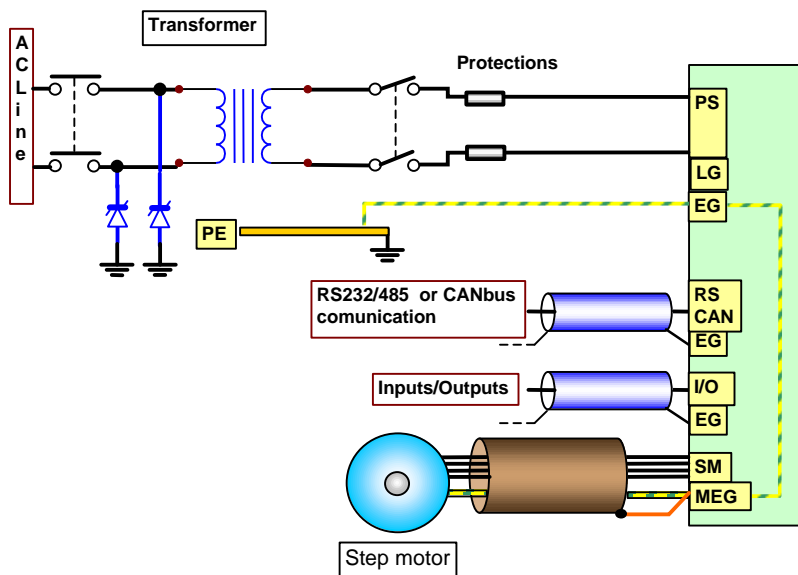 Transformer
A
C
L
i
n
e
Protections
PS
LG
EG
PE
RS232/485 or CANbus
comunication
RS
CAN
EG
Inputs/Outputs
I/O
EG
SM
MEG
Step motor